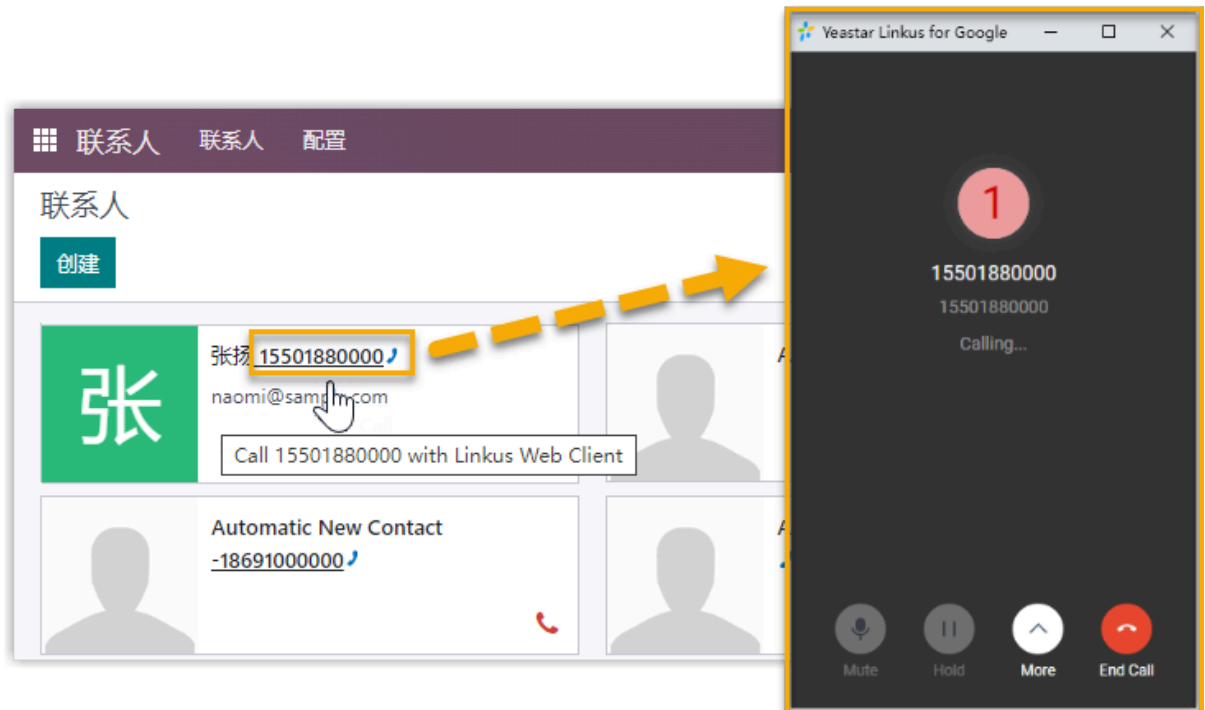 Yeastar Linkus for Google
联系人 联系人 配置
联系人
创建
张
张扬 15501880000
naomi@samp
Call 15501880000 with Linkus Web Client
Automatic New Contact
-18691000000
A
A
1
15501880000
15501880000
Calling...
Mute Hold More End Call